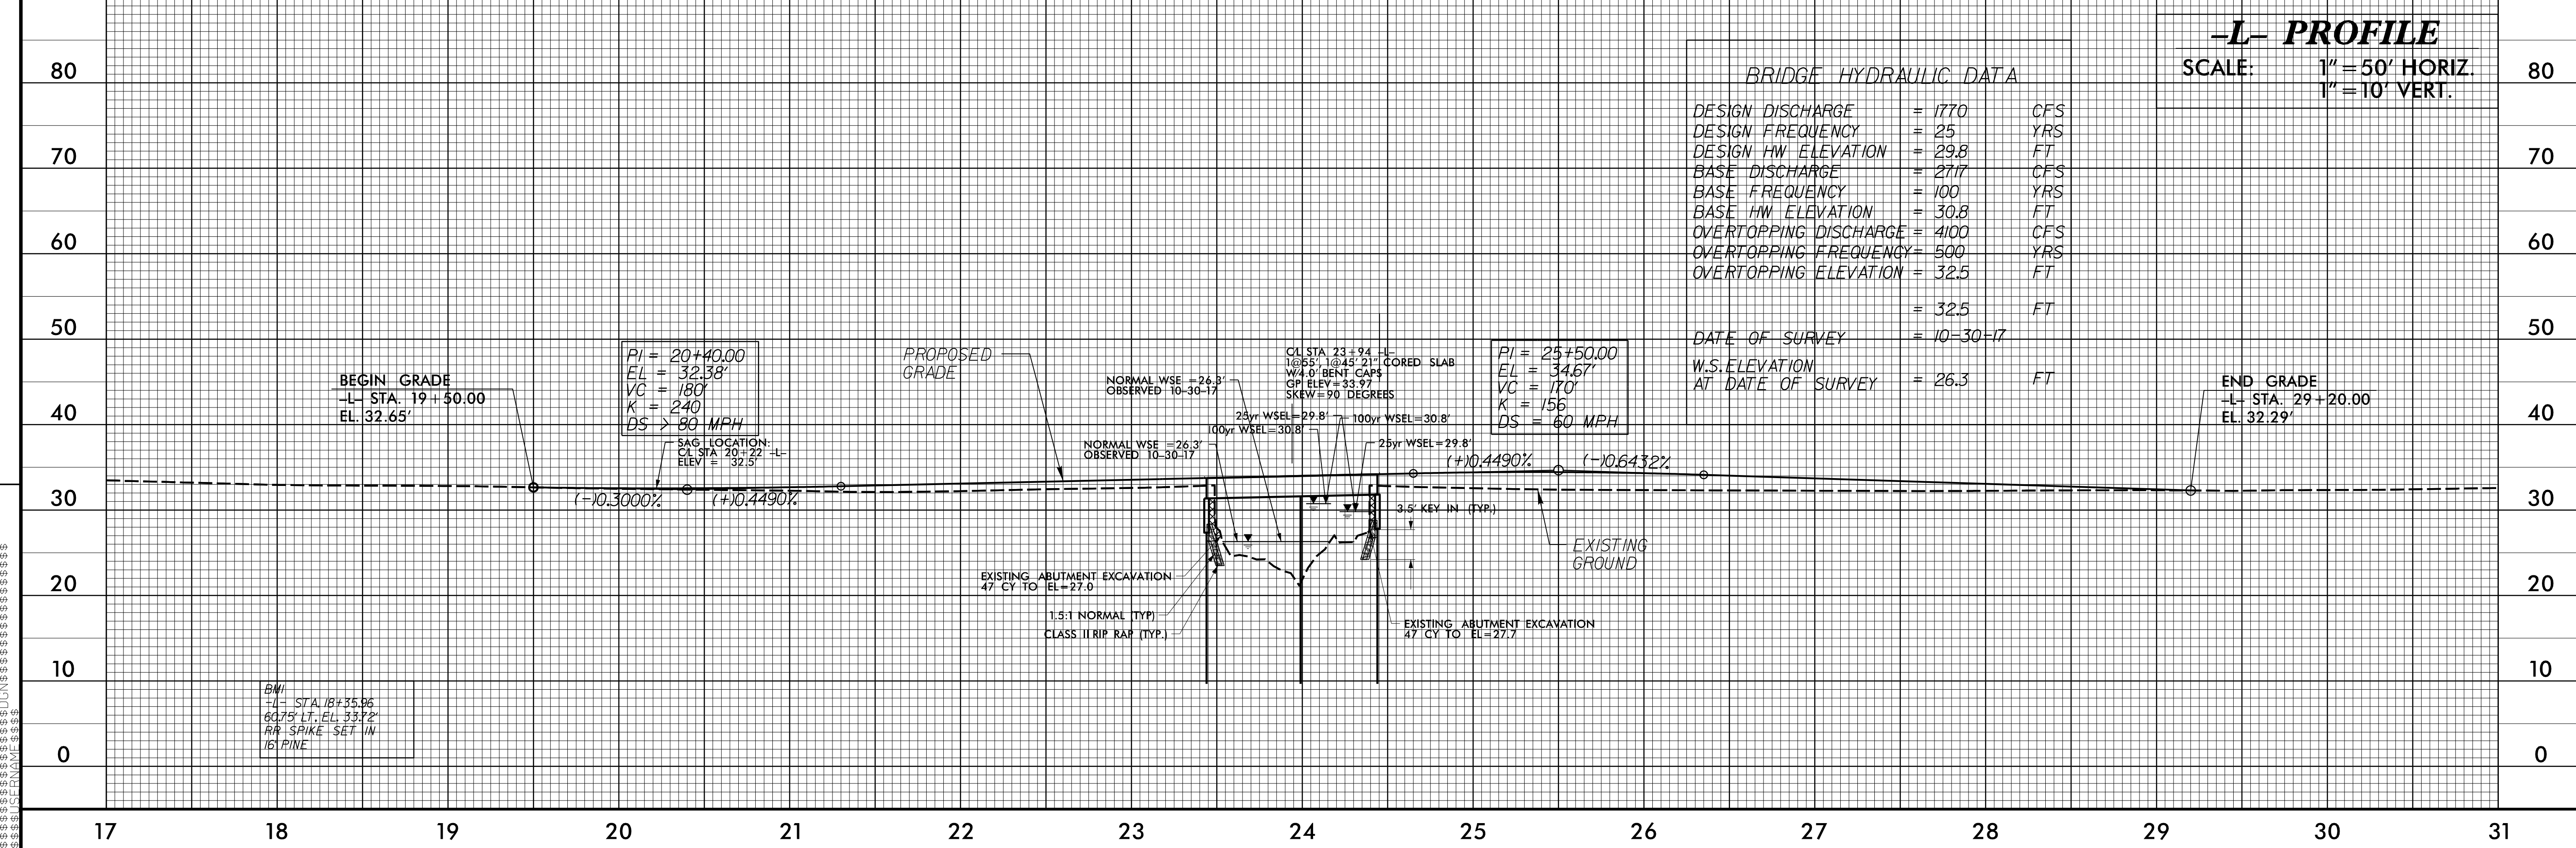 –L– PROFILE
SCALE: 1"=50' HORIZ.
1"=10' VERT.
BRIDGE HYDRAULIC DATA
DESIGN DISCHARGE = 1770 CFS
DESIGN FREQUENCY = 25 YRS
DESIGN HW ELEVATION = 29.8 FT
BASE DISCHARGE = 2717 CFS
BASE FREQUENCY = 100 YRS
BASE HW ELEVATION = 30.8 FT
OVERTOPPING DISCHARGE = 4100 CFS
OVERTOPPING FREQUENCY = 500 YRS
OVERTOPPING ELEVATION = 32.5 FT
= 32.5 FT
DATE OF SURVEY = 10-30-17
W.S.ELEVATION
AT DATE OF SURVEY = 26.3 FT
80
70
60
50
40
30
20
10
0
80
70
60
50
40
30
20
10
0
BEGIN GRADE
–L– STA. 19+50.00
EL. 32.65'
PI = 20+40.00
EL = 32.38'
VC = 180'
K = 240
DS > 80 MPH
SAG LOCATION:
C/L STA 20+22 -L-
ELEV = 32.5'
(-)0.3000%
(+)0.4490%
PROPOSED
GRADE
NORMAL WSE =26.3'
OBSERVED 10-30-17
C/L STA 23+94 -L-
1@55', 1@45' 21" CORED SLAB
W/4.0' BENT CAPS
GP ELEV=33.97
SKEW=90 DEGREES
25yr WSEL=29.8'
100yr WSEL=30.8'
100yr WSEL=30.8'
25yr WSEL=29.8'
NORMAL WSE =26.3'
OBSERVED 10-30-17
PI = 25+50.00
EL = 34.67'
VC = 170'
K = 156
DS = 60 MPH
(+)0.4490%
(-)0.6432%
END GRADE
–L– STA. 29+20.00
EL. 32.29'
3.5' KEY IN (TYP.)
EXISTING
GROUND
EXISTING ABUTMENT EXCAVATION
47 CY TO EL=27.0
1.5:1 NORMAL (TYP)
CLASS II RIP RAP (TYP.)
EXISTING ABUTMENT EXCAVATION
47 CY TO EL=27.7
BM1
-L- STA. 18+35.96
60.75' LT. EL. 33.72'
RR SPIKE SET IN
16" PINE
17 18 19 20 21 22 23 24 25 26 27 28 29 30 31